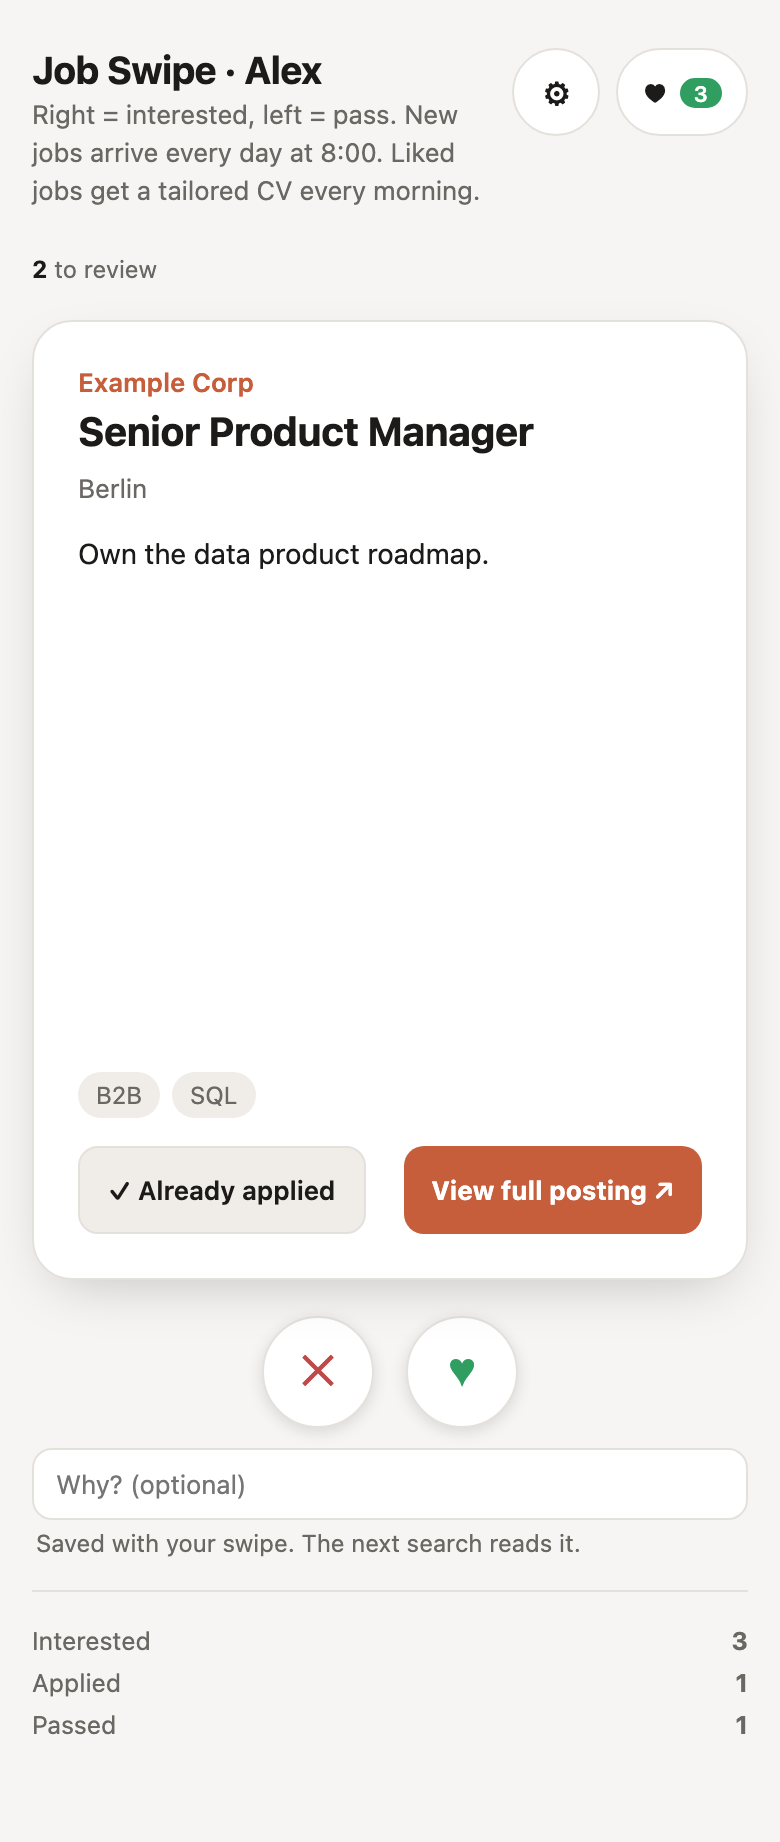 Job Swipe · Alex
Right = interested, left = pass. New
jobs arrive every day at 8:00. Liked
jobs get a tailored CV every morning.
⚙
♥ 3
2 to review
Example Corp
Senior Product Manager
Berlin
Own the data product roadmap.
B2B SQL
✓ Already applied
View full posting ↗
Why? (optional)
Saved with your swipe. The next search reads it.
Interested 3
Applied 1
Passed 1